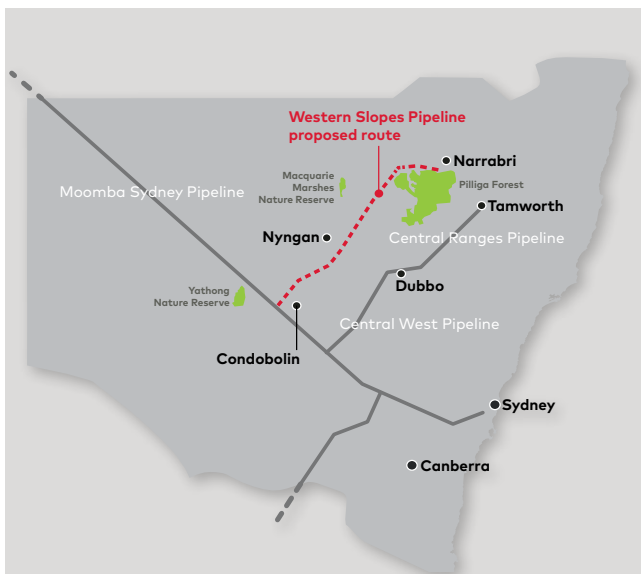 Western Slopes Pipeline
proposed route
Narrabri
Macquarie
Marshes
Nature Reserve
Pilliga Forest
Moomba Sydney Pipeline
Tamworth
Nyngan
Central Ranges Pipeline
Dubbo
Yathong
Nature Reserve
Central West Pipeline
Condobolin
Sydney
Canberra